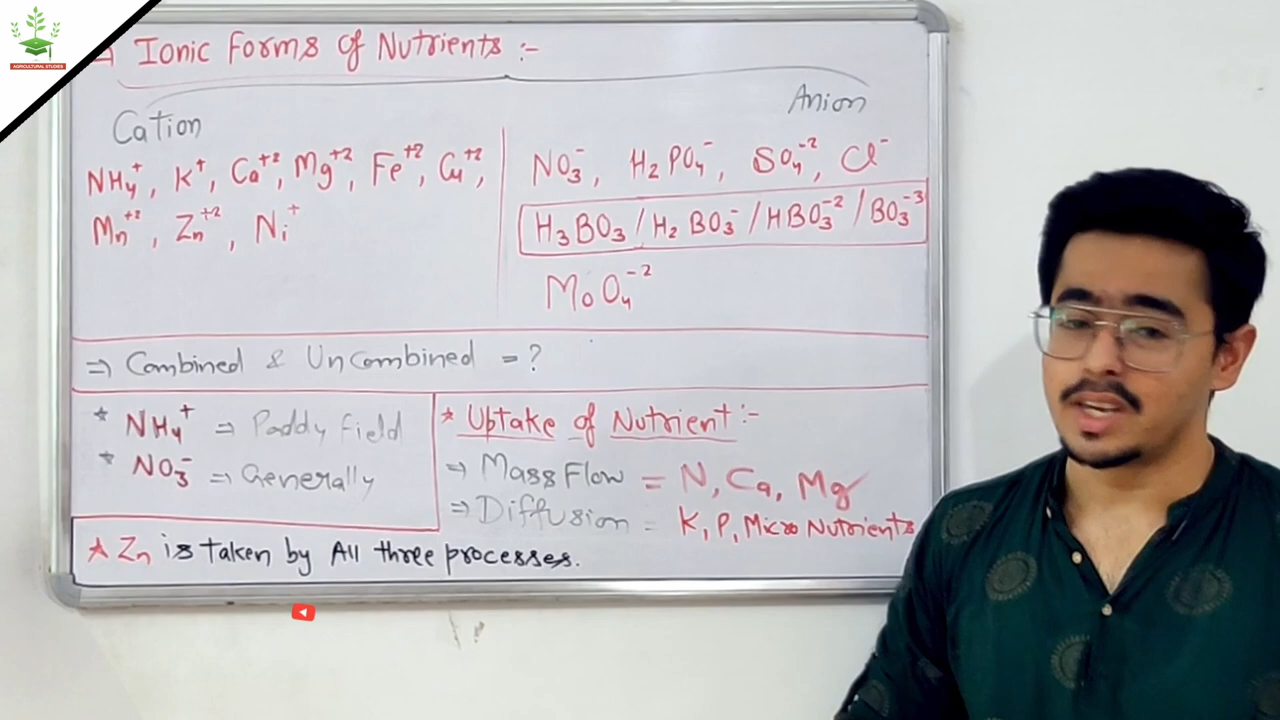 AGRICULTURAL STUDIES
⇒ Ionic Forms of Nutrients :-
Cation
Anion
NH₄⁺, K⁺, Ca⁺², Mg⁺², Fe⁺², Cu⁺²,
Mn⁺², Zn⁺², Ni⁺
NO₃⁻, H₂PO₄⁻, SO₄⁻², Cl⁻
H₃BO₃ / H₂BO₃⁻ / HBO₃⁻² / BO₃⁻³
MoO₄⁻²
⇒ Combined & UnCombined = ?
* NH₄⁺ ⇒ Paddy field
* NO₃⁻ ⇒ Generally
* Uptake of Nutrient :-
⇒ Mass Flow = N, Ca, Mg
⇒ Diffusion = K, P, Micro Nutrients
* Zn is taken by All three processes.